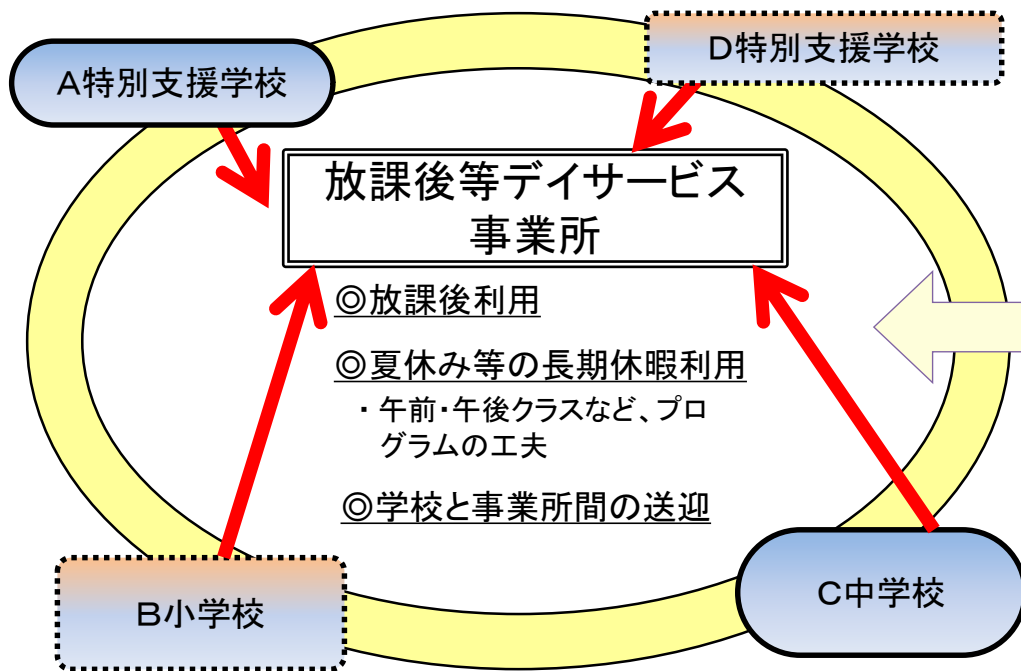 A特別支援学校
D特別支援学校
放課後等デイサービス
事業所
◎放課後利用
◎夏休み等の長期休暇利用
・午前・午後クラスなど、プロ
グラムの工夫
◎学校と事業所間の送迎
B小学校
C中学校